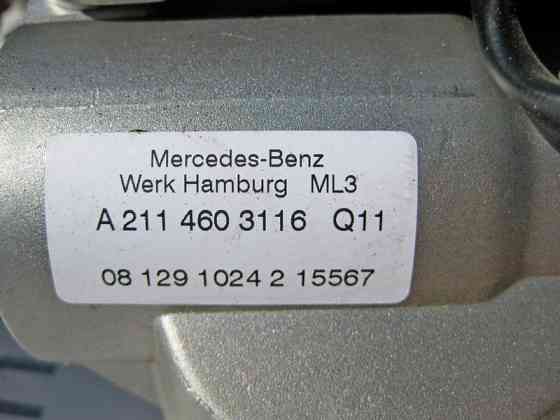 Mercedes-Benz
Werk Hamburg ML3
A 211 460 3116 Q11
08 129 1024 2 15567